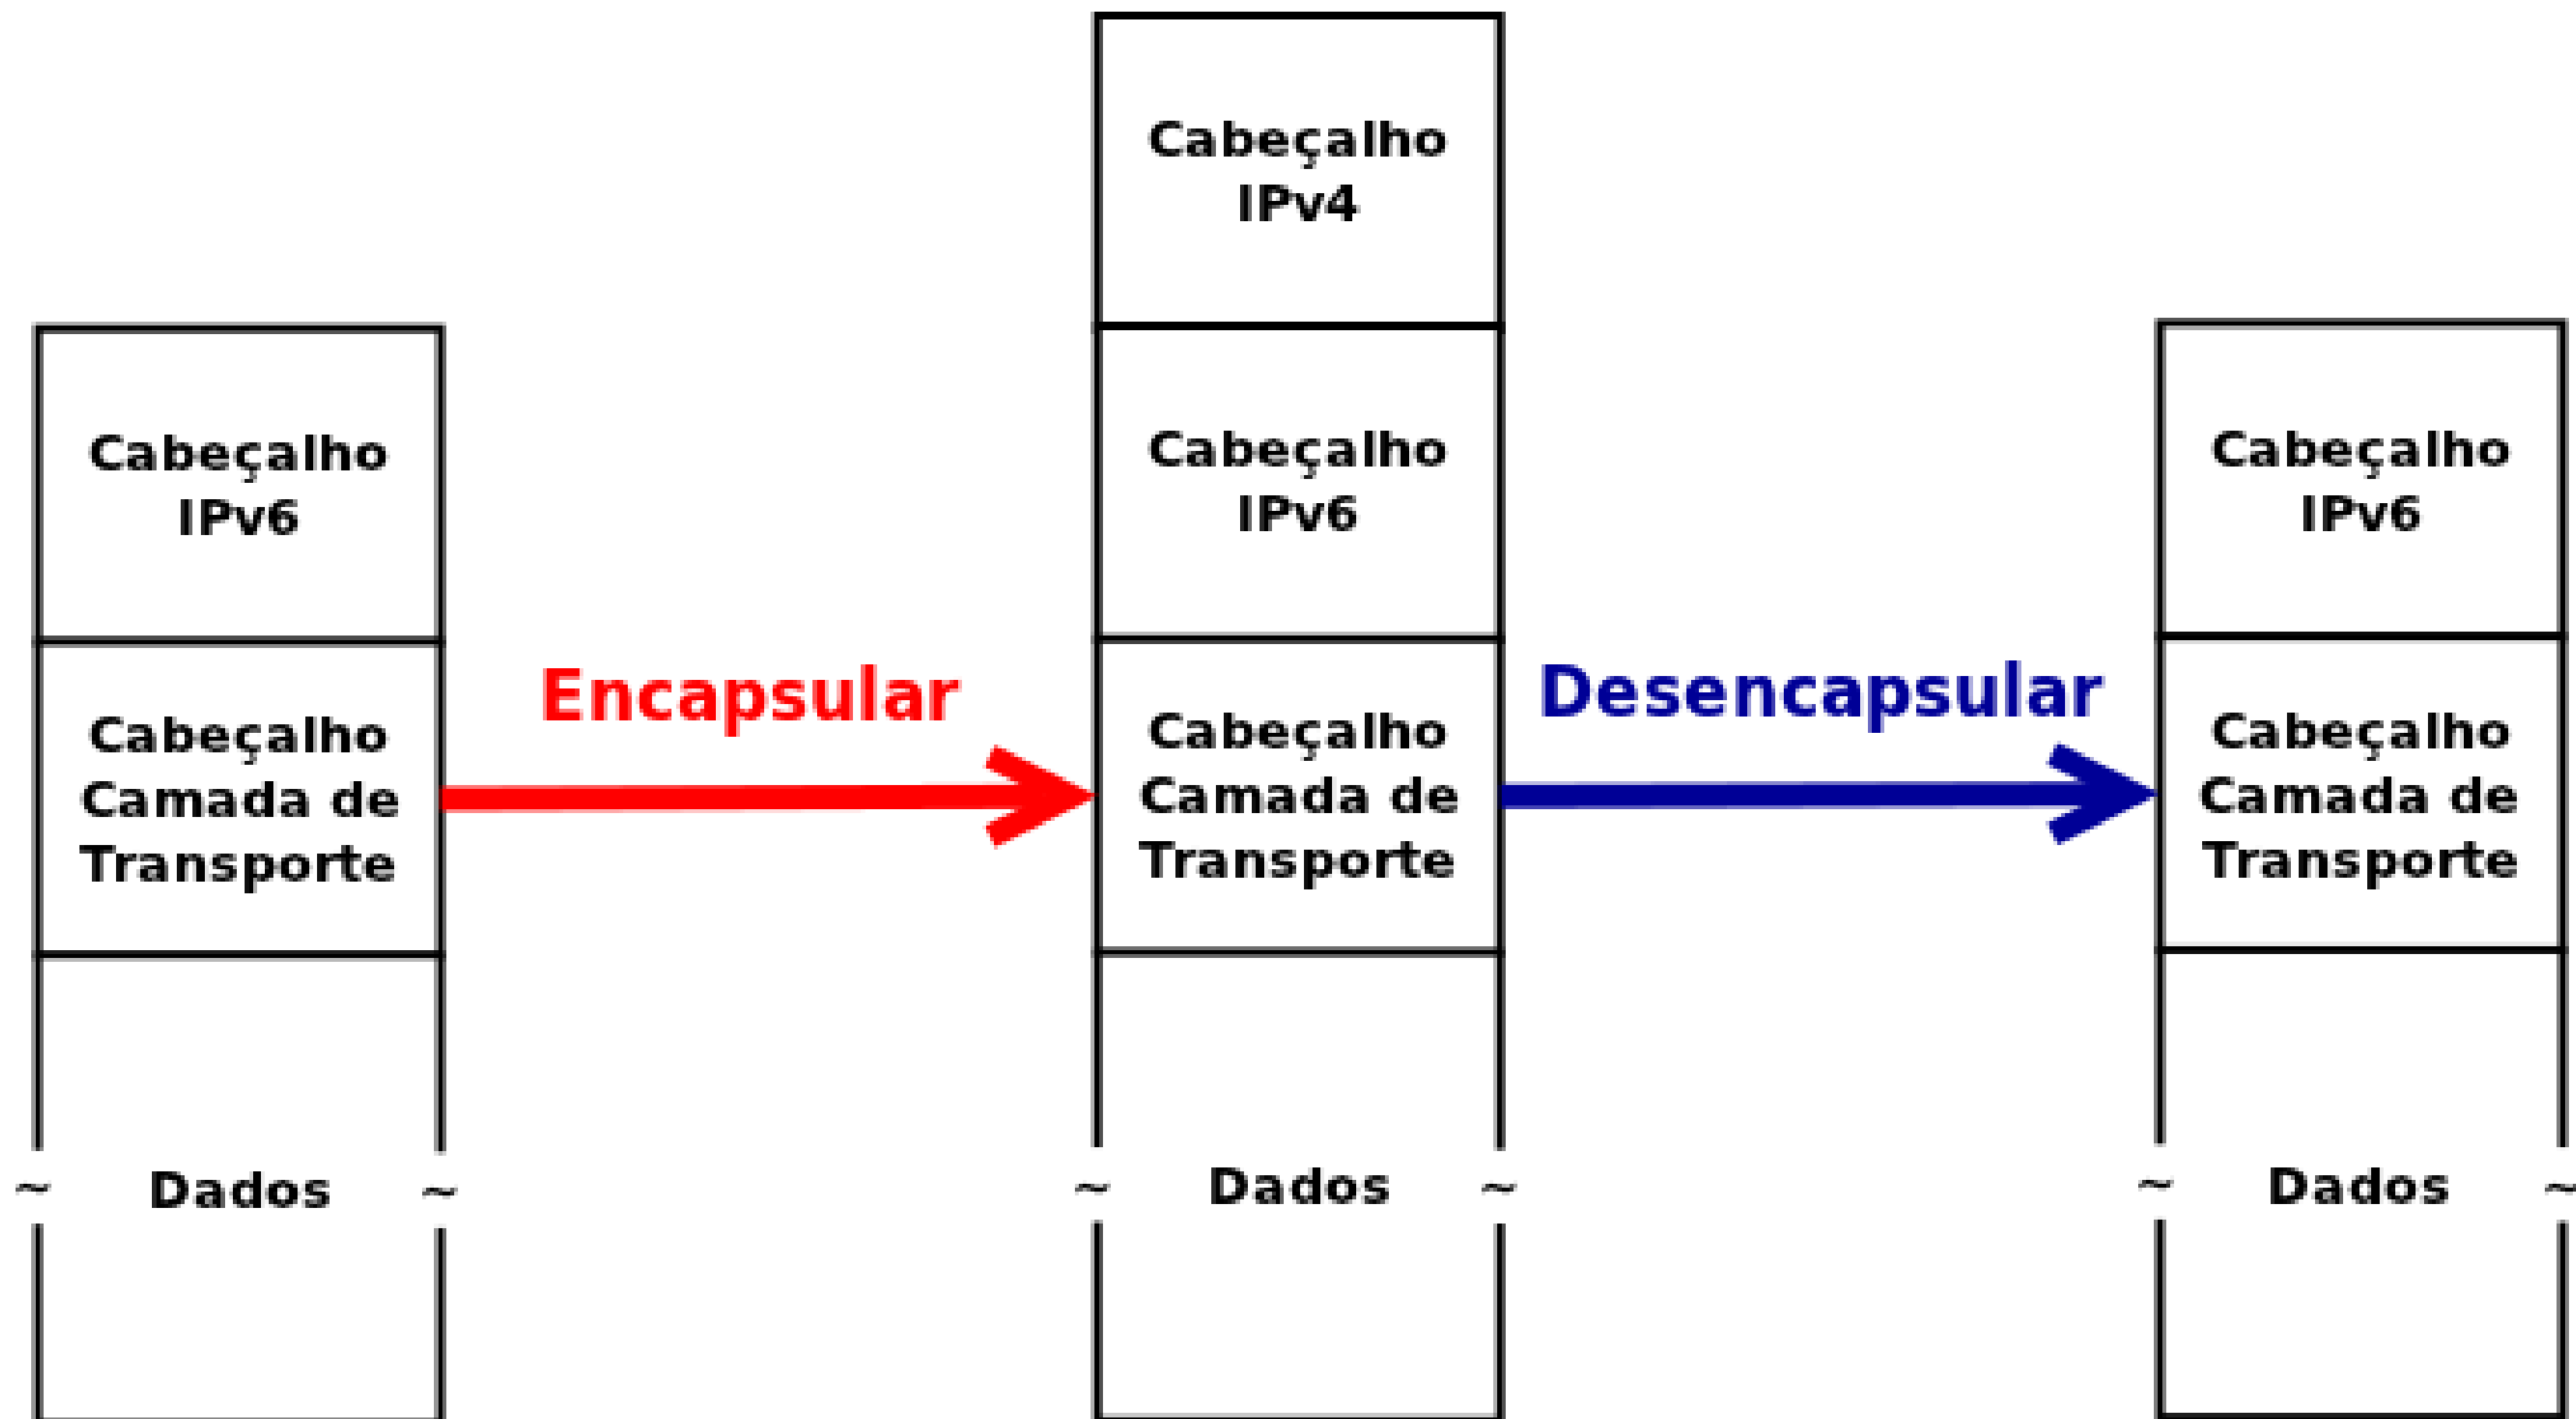 Cabeçalho
IPv6
Cabeçalho
Camada de
Transporte
~ Dados ~
Encapsular
Cabeçalho
IPv4
Cabeçalho
IPv6
Cabeçalho
Camada de
Transporte
~ Dados ~
Desencapsular
Cabeçalho
IPv6
Cabeçalho
Camada de
Transporte
~ Dados ~